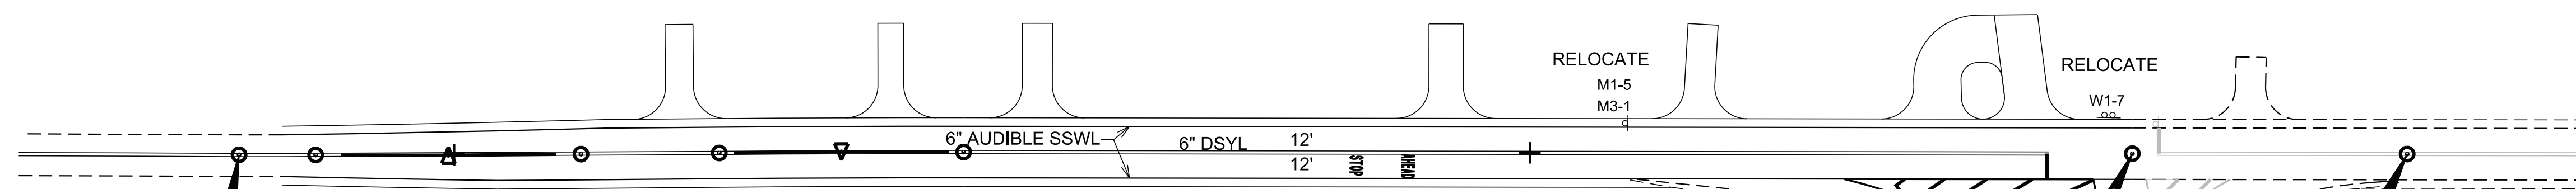 RELOCATE
M1-5
M3-1
RELOCATE
W1-7
6" AUDIBLE SSWL
6" DSYL
12'
12'
STOP
AHEAD